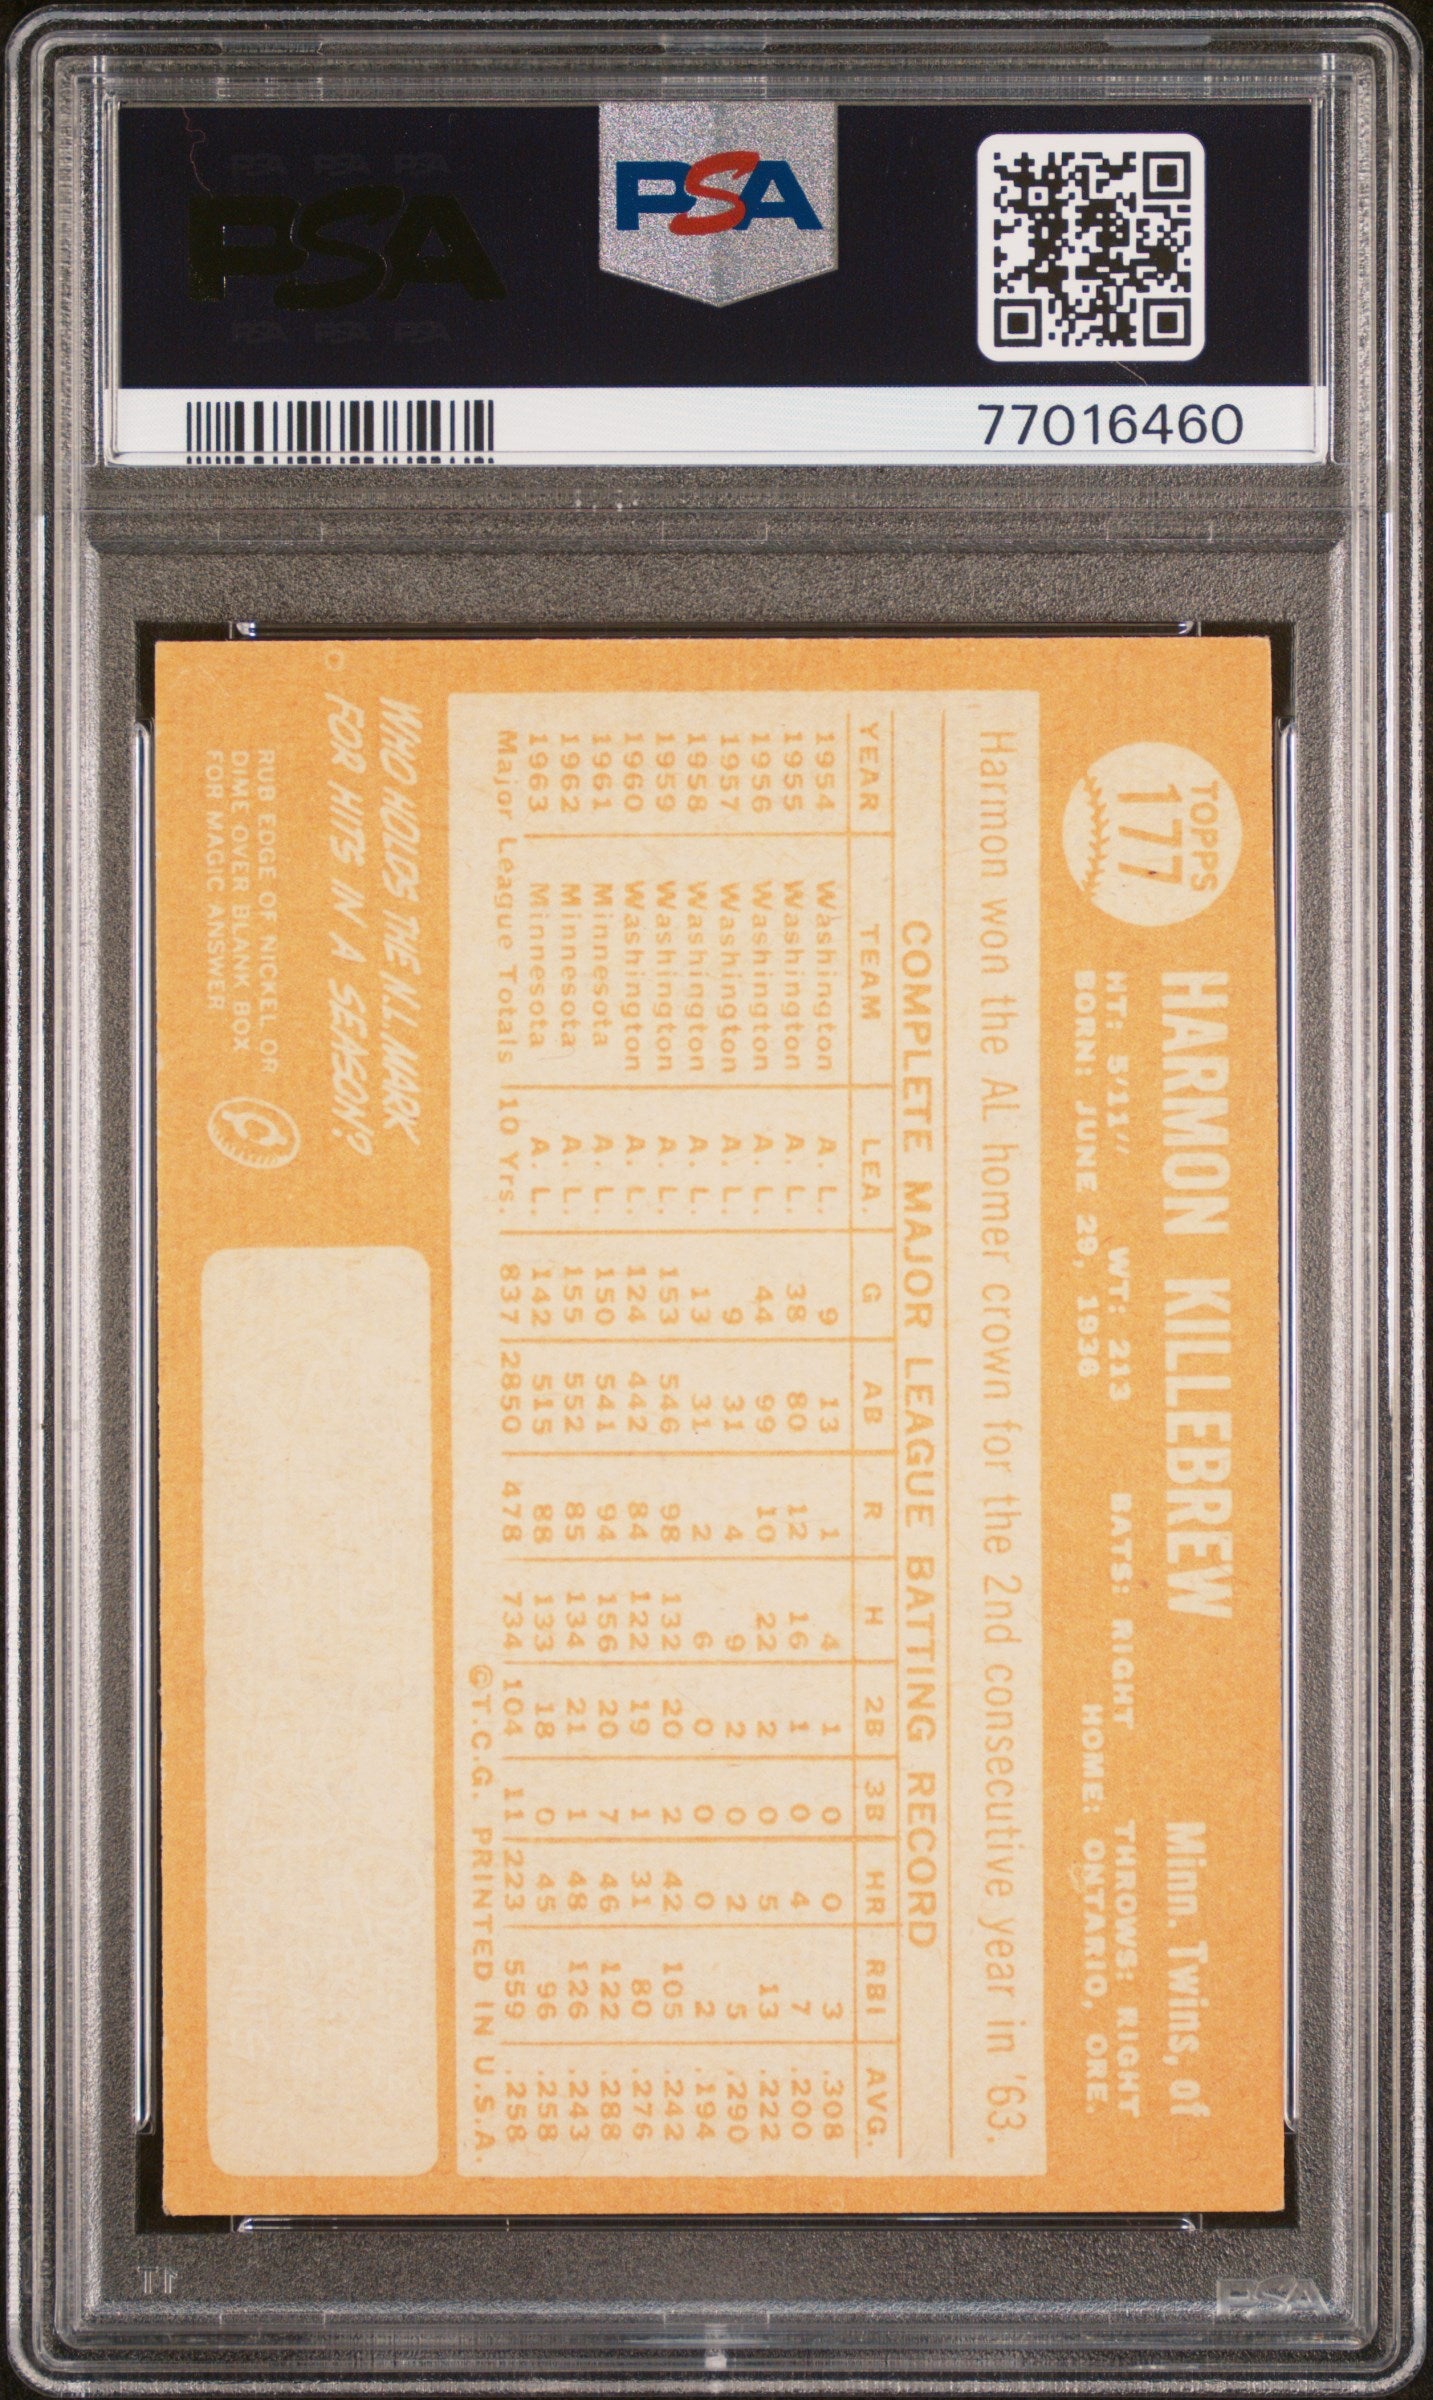 PSA PSA PSA
PSA
PSA PSA PSA
PSA
77016460
TOPPS
177
HARMON KILLEBREW Minn. Twins, of
HT: 5'11" WT: 213 BATS: RIGHT THROWS: RIGHT
BORN: JUNE 29, 1936 HOME: ONTARIO, ORE.
Harmon won the AL homer crown for the 2nd consecutive year in '63.
COMPLETE MAJOR LEAGUE BATTING RECORD
YEAR TEAM LEA. G AB R H 2B 3B HR RBI AVG.
1954 Washington A. L. 9 13 1 4 1 0 0 3 .308
1955 Washington A. L. 38 80 12 16 1 0 4 7 .200
1956 Washington A. L. 44 99 10 22 2 0 5 13 .222
1957 Washington A. L. 9 31 4 9 2 0 2 5 .290
1958 Washington A. L. 13 31 2 6 0 0 0 2 .194
1959 Washington A. L. 153 546 98 132 20 2 42 105 .242
1960 Washington A. L. 124 442 84 122 19 1 31 80 .276
1961 Minnesota A. L. 150 541 94 156 20 7 46 122 .288
1962 Minnesota A. L. 155 552 85 134 21 1 48 126 .243
1963 Minnesota A. L. 142 515 88 133 18 0 45 96 .258
Major League Totals 10 Yrs. 837 2850 478 734 104 11 223 559 .258
©T.C.G. PRINTED IN U.S.A.
WHO HOLDS THE N.L. MARK
FOR HITS IN A SEASON?
RUB EDGE OF NICKEL OR
DIME OVER BLANK BOX
FOR MAGIC ANSWER
PSA